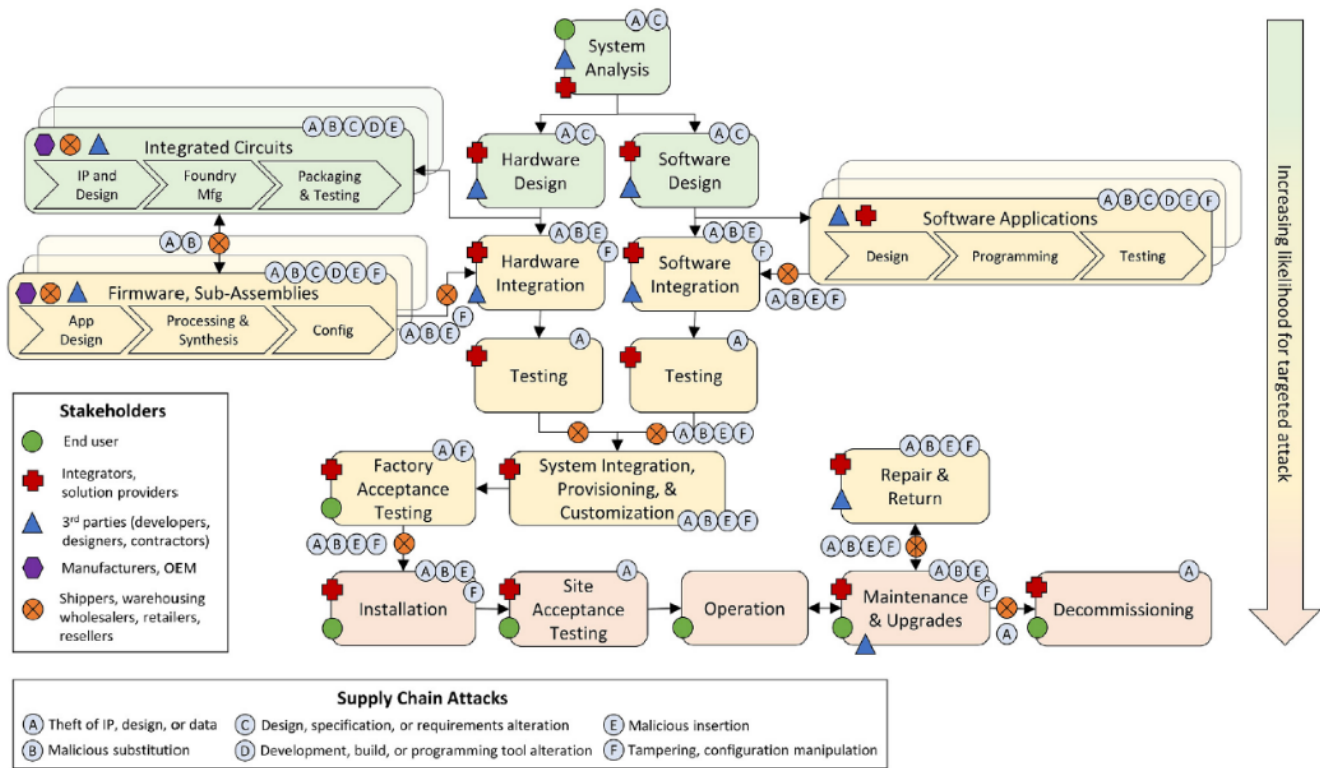 A C
System
Analysis
A B C D E
Integrated Circuits
IP and
Design
Foundry
Mfg
Packaging
& Testing
A C
Hardware
Design
A C
Software
Design
A B C D E F
Software Applications
Design
Programming
Testing
A B
A B C D E F
Firmware, Sub-Assemblies
App
Design
Processing &
Synthesis
Config
A B E F
A B E
F
Hardware
Integration
A B E
F
Software
Integration
A B E F
A
Testing
A
Testing
A B E F
Stakeholders
End user
Integrators,
solution providers
3rd parties (developers,
designers, contractors)
Manufacturers, OEM
Shippers, warehousing
wholesalers, retailers,
resellers
A F
Factory
Acceptance
Testing
System Integration,
Provisioning, &
Customization
A B E F
A B E F
Repair &
Return
A B E F
A B E F
A B E
F
Installation
A
Site
Acceptance
Testing
Operation
A B E
F
Maintenance
& Upgrades
A
A
Decommissioning
Increasing likelihood for targeted attack
Supply Chain Attacks
A Theft of IP, design, or data
C Design, specification, or requirements alteration
E Malicious insertion
B Malicious substitution
D Development, build, or programming tool alteration
F Tampering, configuration manipulation